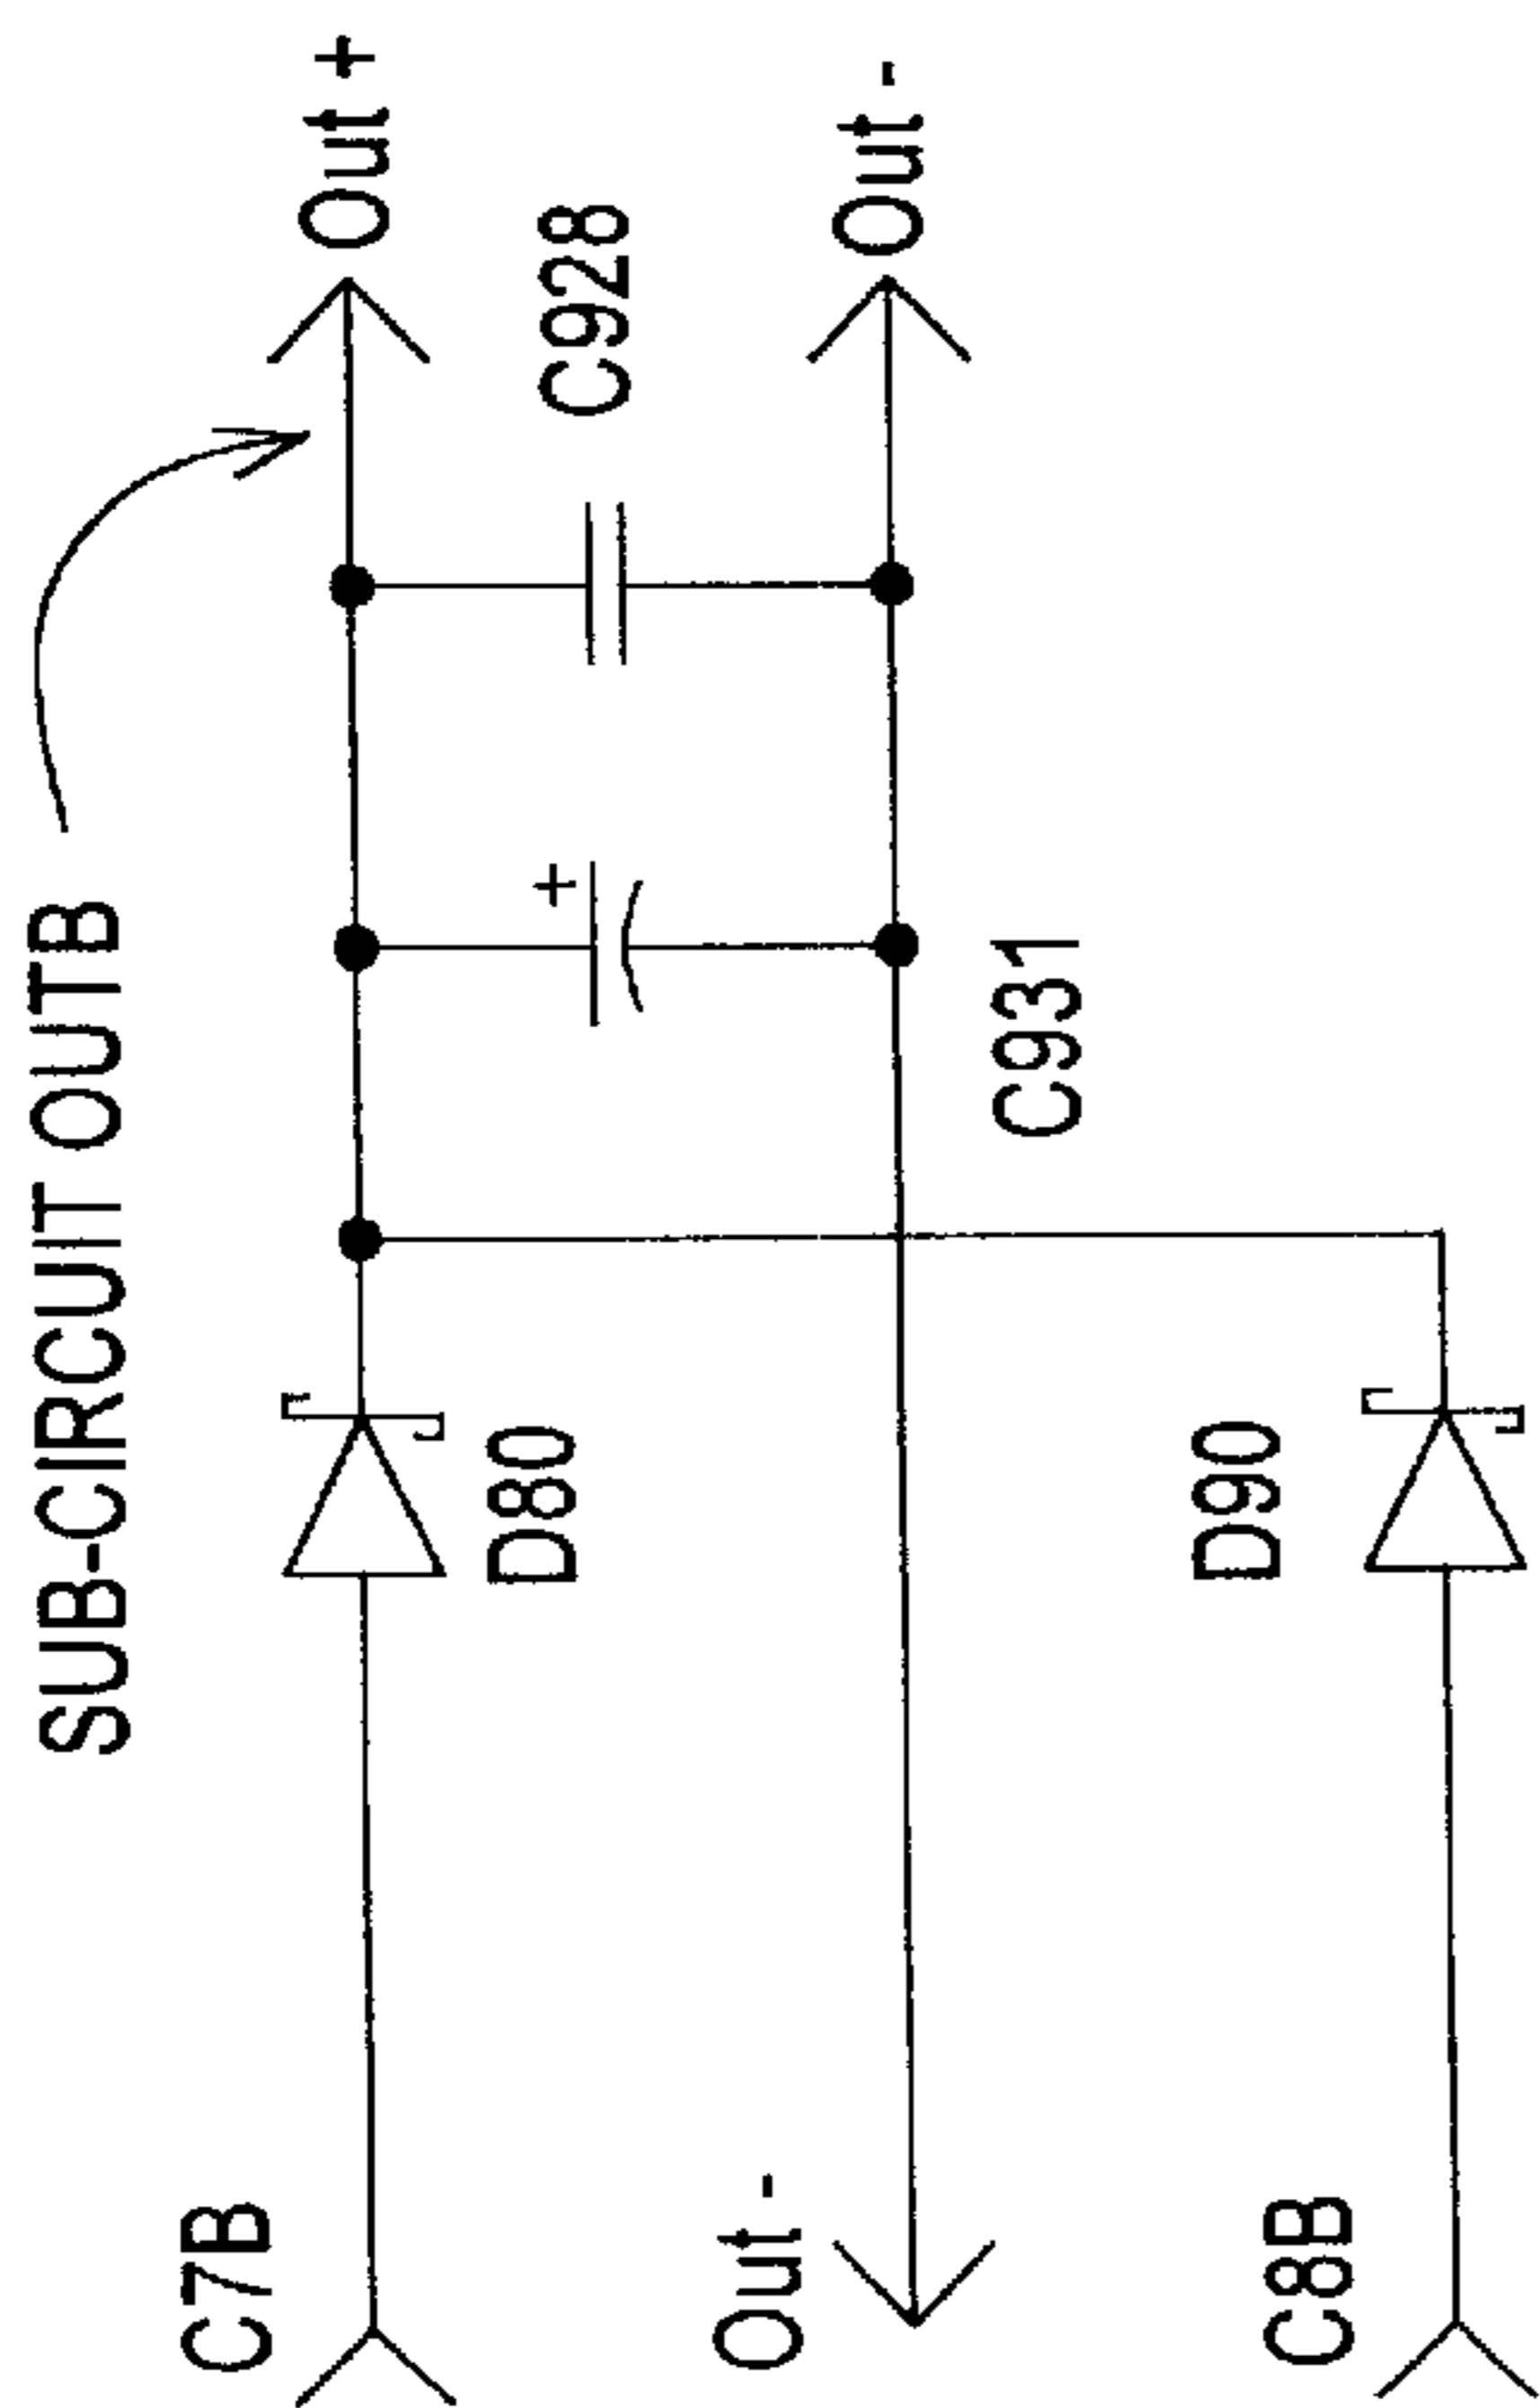 SUB-CIRCUIT OUTB
C7B
D80
Out +
C928
Out -
Out -
C931
+
C8B
D90